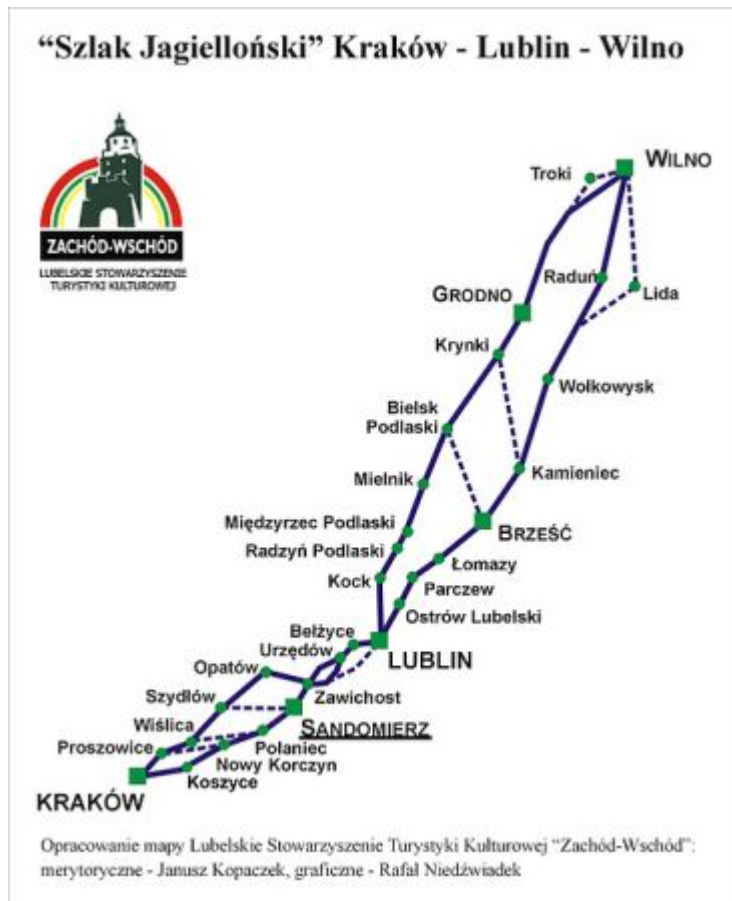 “Szlak Jagielloński” Kraków - Lublin - Wilno
ZACHÓD-WSCHÓD
LUBELSKIE STOWARZYSZENIE
TURYSTYKI KULTUROWEJ
WILNO
Troki
Raduń
Lida
GRODNO
Krynki
Wołkowysk
Bielsk
Podlaski
Kamieniec
Mielnik
Międzyrzec Podlaski
BRZEŚĆ
Radzyń Podlaski
Łomazy
Kock
Parczew
Ostrów Lubelski
Bełżyce
Urzędów
LUBLIN
Opatów
Zawichost
Szydłów
SANDOMIERZ
Wiślica
Proszowice
Połaniec
Nowy Korczyn
Koszyce
KRAKÓW
Opracowanie mapy Lubelskie Stowarzyszenie Turystyki Kulturowej “Zachód-Wschód”:
merytoryczne - Janusz Kopaczek, graficzne - Rafał Niedźwiadek